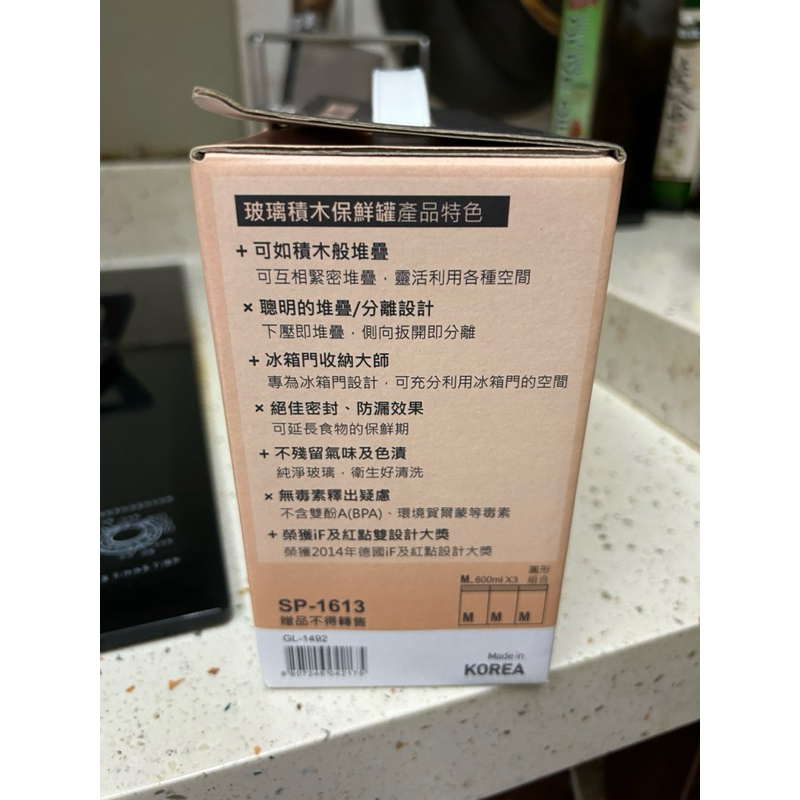 玻璃積木保鮮罐產品特色
+ 可如積木般堆疊
可互相緊密堆疊，靈活利用各種空間
× 聰明的堆疊/分離設計
下壓即堆疊，側向扳開即分離
+ 冰箱門收納大師
專為冰箱門設計，可充分利用冰箱門的空間
× 絕佳密封、防漏效果
可延長食物的保鮮期
+ 不殘留氣味及色漬
純淨玻璃，衛生好清洗
× 無毒素釋出疑慮
不含雙酚A(BPA)、環境賀爾蒙等毒素
+ 榮獲iF及紅點雙設計大獎
榮獲2014年德國iF及紅點設計大獎
M. 600ml X3 圓形組合
M M M
SP-1613
贈品不得轉售
GL-1492
Made in
KOREA